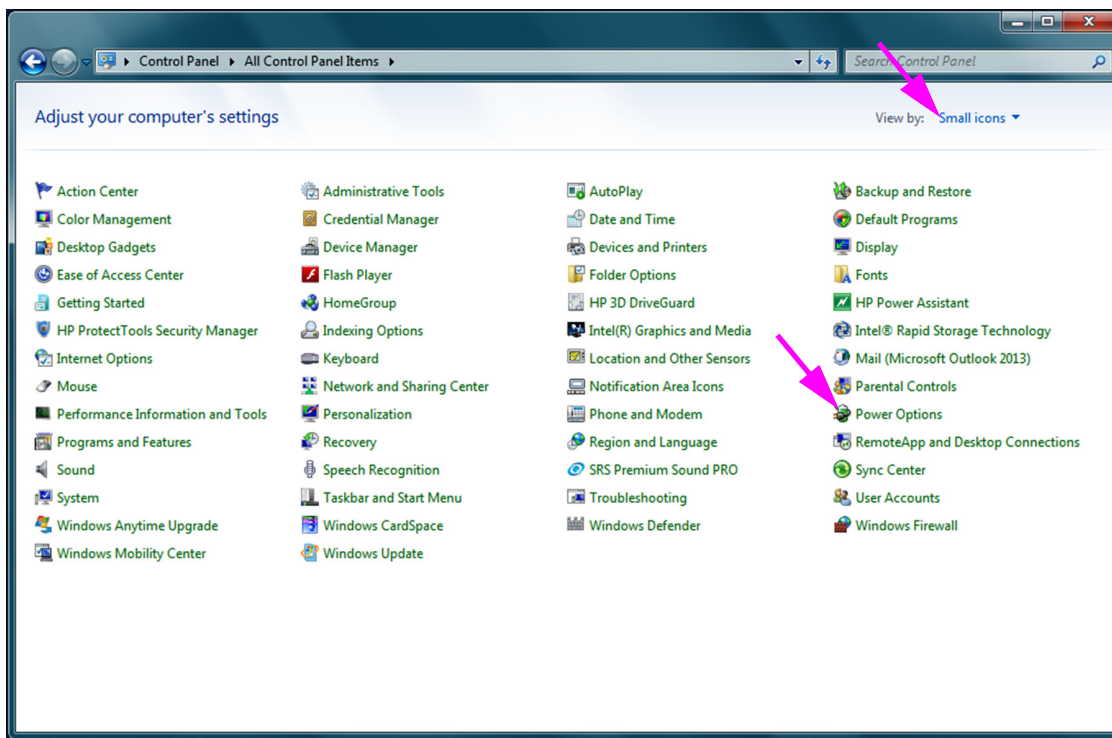 Control Panel All Control Panel Items Search Control Panel
Adjust your computer's settings View by: Small icons
Action Center Administrative Tools AutoPlay Backup and Restore
Color Management Credential Manager Date and Time Default Programs
Desktop Gadgets Device Manager Devices and Printers Display
Ease of Access Center Flash Player Folder Options Fonts
Getting Started HomeGroup HP 3D DriveGuard HP Power Assistant
HP ProtectTools Security Manager Indexing Options Intel(R) Graphics and Media Intel® Rapid Storage Technology
Internet Options Keyboard Location and Other Sensors Mail (Microsoft Outlook 2013)
Mouse Network and Sharing Center Notification Area Icons Parental Controls
Performance Information and Tools Personalization Phone and Modem Power Options
Programs and Features Recovery Region and Language RemoteApp and Desktop Connections
Sound Speech Recognition SRS Premium Sound PRO Sync Center
System Taskbar and Start Menu Troubleshooting User Accounts
Windows Anytime Upgrade Windows CardSpace Windows Defender Windows Firewall
Windows Mobility Center Windows Update